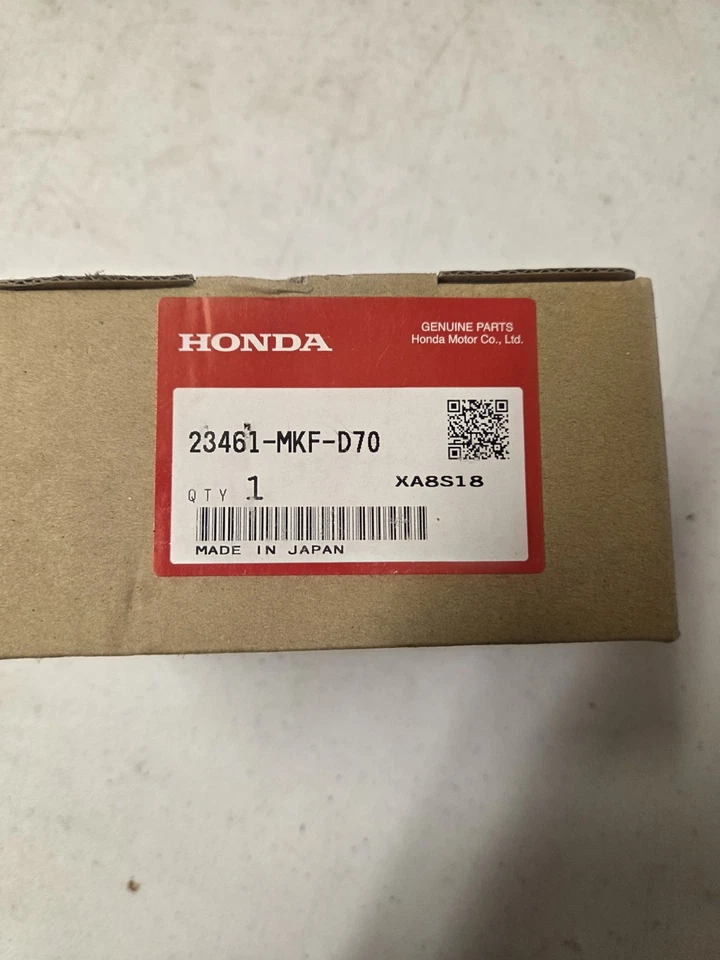 HONDA
GENUINE PARTS
Honda Motor Co., Ltd.
23461-MKF-D70
QTY 1
XA8S18
MADE IN JAPAN